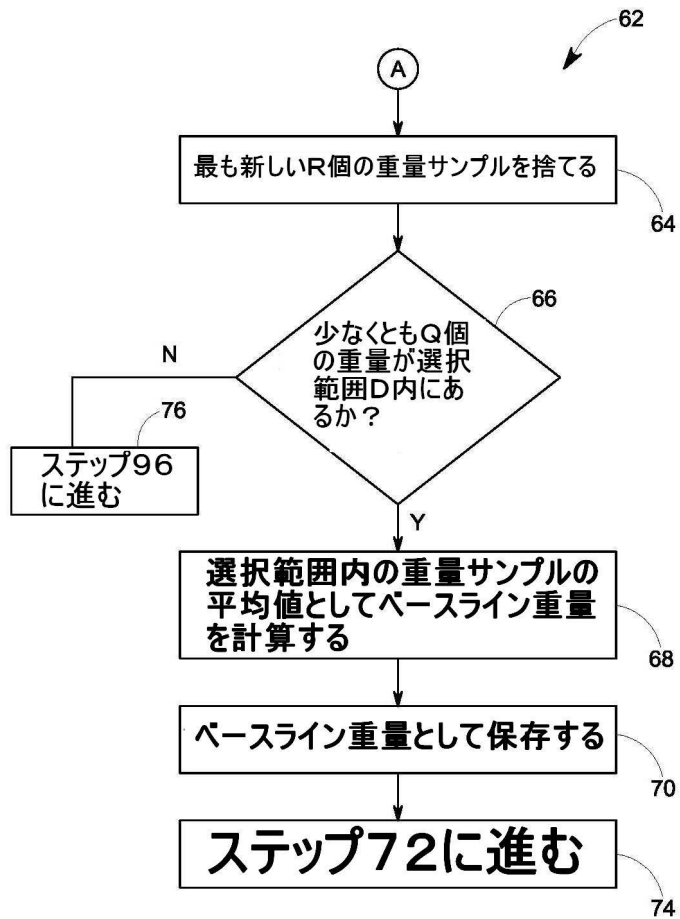 62
A
最も新しいR個の重量サンプルを捨てる
64
66
少なくともQ個
の重量が選択
範囲D内にあ
るか？
N
76
ステップ96
に進む
Y
選択範囲内の重量サンプルの
平均値としてベースライン重量
を計算する
68
ベースライン重量として保存する
70
ステップ72に進む
74